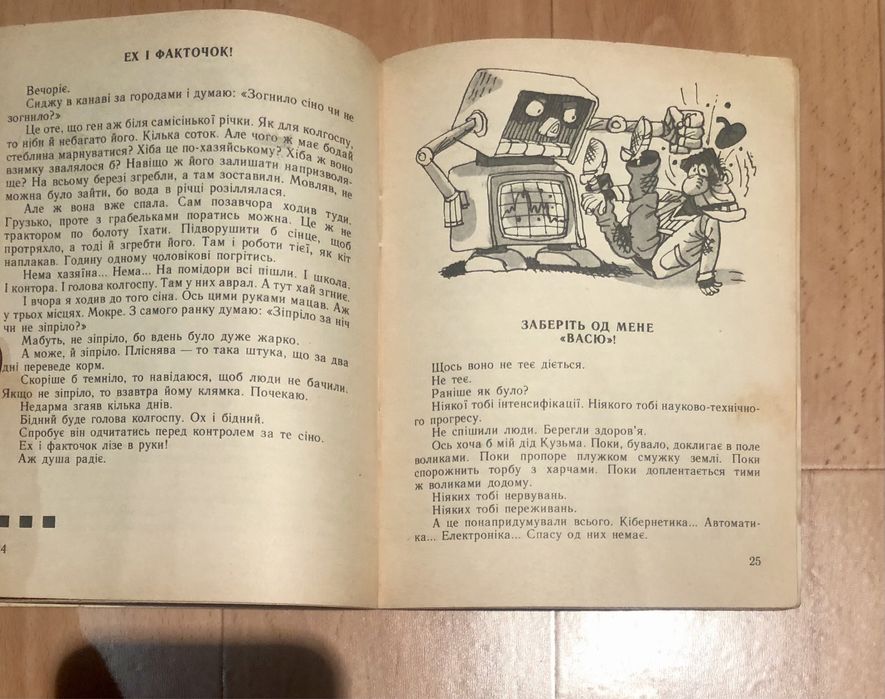 ЕХ І ФАКТОЧОК!
Вечоріє.
Сиджу в канаві за городами і думаю: «Зогнило сіно чи не
зогнило?»
Це оте, що ген аж біля самісінької річки. Як для колгоспу,
то ніби й небагато його. Кілька соток. Але чого ж має бодай
стеблина марнуватися? Хіба це по-хазяйському? Хіба ж воно
взимку звалялося б? Навіщо ж його залишати напризволя-
ще? На всьому березі згребли, а там зоставили. Мовляв, не
можна було зайти, бо вода в річці розіллялася.
Але ж вона вже спала. Сам позавчора ходив туди.
Грузько, проте з грабельками поратись можна. Це ж не
трактором по болоту їхати. Підворушити б сінце, щоб
протряхло, а тоді й згребти його. Там і роботи тієї, як кіт
наплакав. Годину одному чоловікові погрітись.
Нема хазяїна... Нема... На помідори всі пішли. І школа.
І контора. І голова колгоспу. Там у них аврал. А тут хай згниє.
І вчора я ходив до того сіна. Ось цими руками мацав. Аж
у трьох місцях. Мокре. З самого ранку думаю: «Зіпріло за ніч
чи не зіпріло?»
Мабуть, не зіпріло, бо вдень було дуже жарко.
А може, й зіпріло. Пліснява — то така штука, що за два
дні переведе корм.
Скоріше б темніло, то навідаюся, щоб люди не бачили.
Якщо не зіпріло, то взавтра йому клямка. Почекаю.
Недарма згаяв кілька днів.
Бідний буде голова колгоспу. Ох і бідний.
Спробує він одчитатись перед контролем за те сіно.
Ех і факточок лізе в руки!
Аж душа радіє.
4
ЗАБЕРІТЬ ОД МЕНЕ
«ВАСЮ»!
Щось воно не теє діється.
Не теє.
Раніше як було?
Ніякої тобі інтенсифікації. Ніякого тобі науково-технічно-
го прогресу.
Не спішили люди. Берегли здоров'я.
Ось хоча б мій дід Кузьма. Поки, бувало, доклигає в поле
воликами. Поки пропоре плужком смужку землі. Поки
спорожнить торбу з харчами. Поки доплентається тими
ж воликами додому.
Ніяких тобі нервувань.
Ніяких тобі переживань.
А це понапридумували всього. Кібернетика... Автомати-
ка... Електроніка... Спасу од них немає.
25